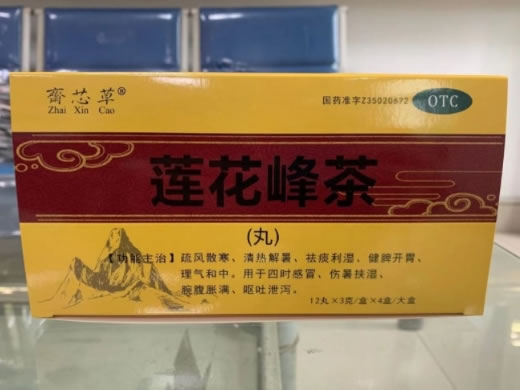 齋芯草®
Zhai Xin Cao
国药准字Z35020672 OTC
莲花峰茶
(丸)
【功能主治】疏风散寒、清热解暑、祛痰利湿、健脾开胃、
理气和中。用于四时感冒、伤暑挟湿、
脘腹胀满、呕吐泄泻。
12丸×3克/盒×4盒/大盒